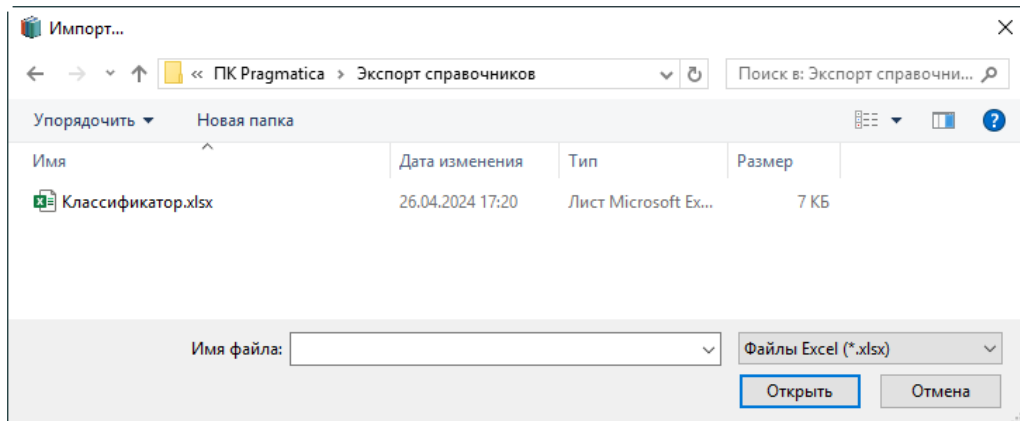 Импорт...
« ПК Pragmatica › Экспорт справочников
Поиск в: Экспорт справочни...
Упорядочить
Новая папка
Имя
Дата изменения
Тип
Размер
Классификатор.xlsx
26.04.2024 17:20
Лист Microsoft Ex...
7 КБ
Имя файла:
Файлы Excel (*.xlsx)
Открыть
Отмена